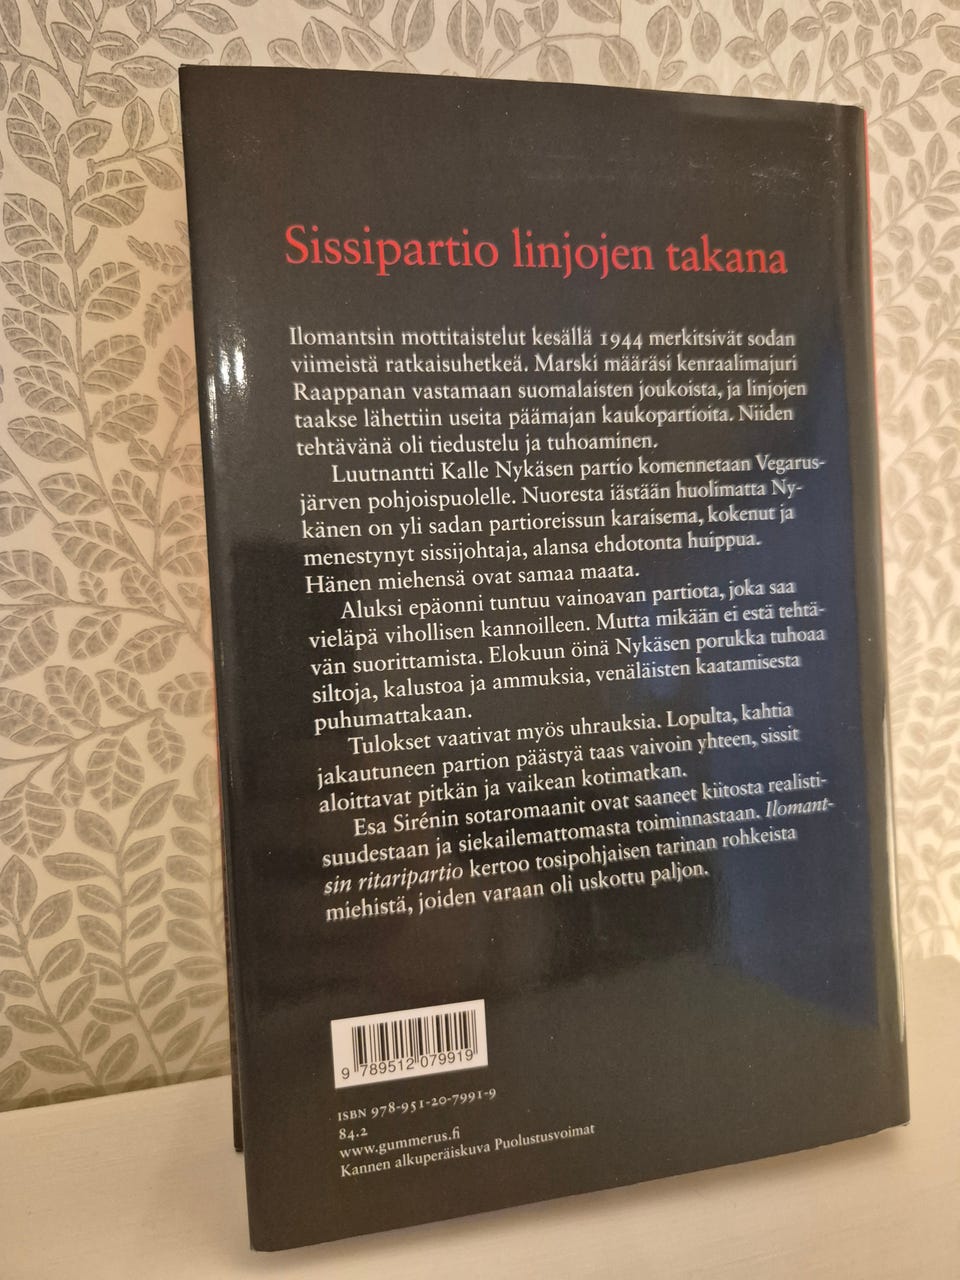 Sissipartio linjojen takana
Ilomantsin mottitaistelut kesällä 1944 merkitsivät sodan
viimeistä ratkaisuhetkeä. Marski määräsi kenraalimajuri
Raappanan vastamaan suomalaisten joukoista, ja linjojen
taakse lähettiin useita päämajan kaukopartioita. Niiden
tehtävänä oli tiedustelu ja tuhoaminen.
Luutnantti Kalle Nykäsen partio komennetaan Vegarus-
järven pohjoispuolelle. Nuoresta iästään huolimatta Ny-
känen on yli sadan partioreissun karaisema, kokenut ja
menestynyt sissijohtaja, alansa ehdotonta huippua.
Hänen miehensä ovat samaa maata.
Aluksi epäonni tuntuu vainoavan partiota, joka saa
vieläpä vihollisen kannoilleen. Mutta mikään ei estä tehtä-
vän suorittamista. Elokuun öinä Nykäsen porukka tuhoaa
siltoja, kalustoa ja ammuksia, venäläisten kaatamisesta
puhumattakaan.
Tulokset vaativat myös uhrauksia. Lopulta, kahtia
jakautuneen partion päästyä taas vaivoin yhteen, sissit
aloittavat pitkän ja vaikean kotimatkan.
Esa Sirénin sotaromaanit ovat saaneet kiitosta realisti-
suudestaan ja siekailemattomasta toiminnastaan. Ilomant-
sin ritaripartio kertoo tosipohjaisen tarinan rohkeista
miehistä, joiden varaan oli uskottu paljon.
9 789512 079919
ISBN 978-951-20-7991-9
84.2
www.gummerus.fi
Kannen alkuperäiskuva Puolustusvoimat